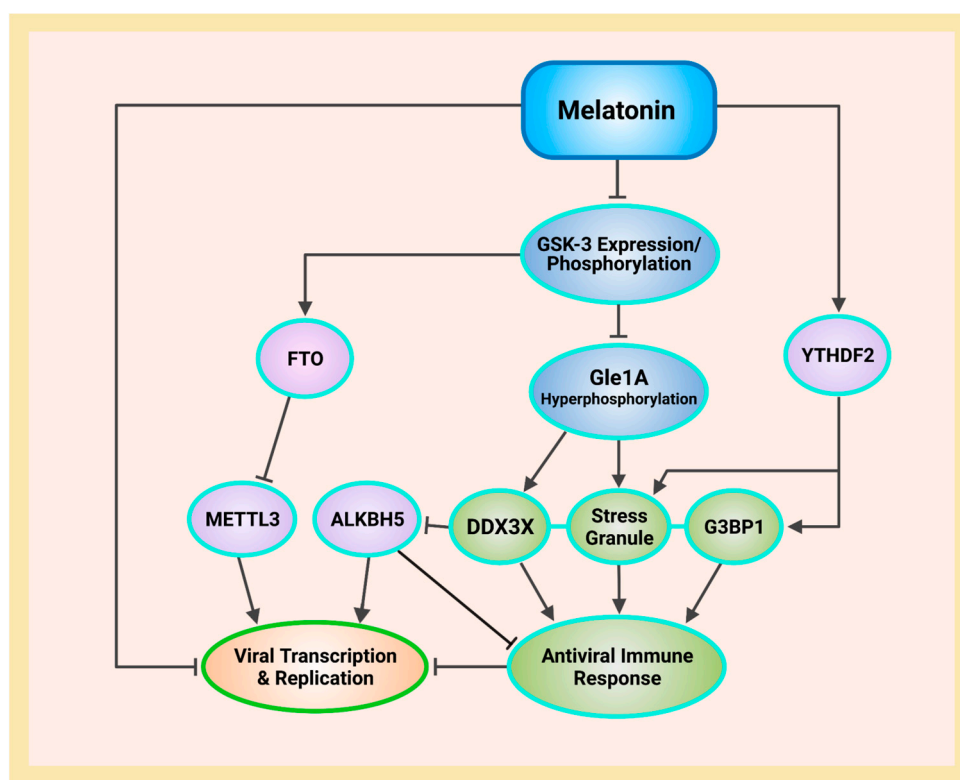 Melatonin
GSK-3 Expression/
Phosphorylation
FTO
Gle1A
Hyperphosphorylation
YTHDF2
METTL3
ALKBH5
DDX3X
Stress
Granule
G3BP1
Viral Transcription
& Replication
Antiviral Immune
Response